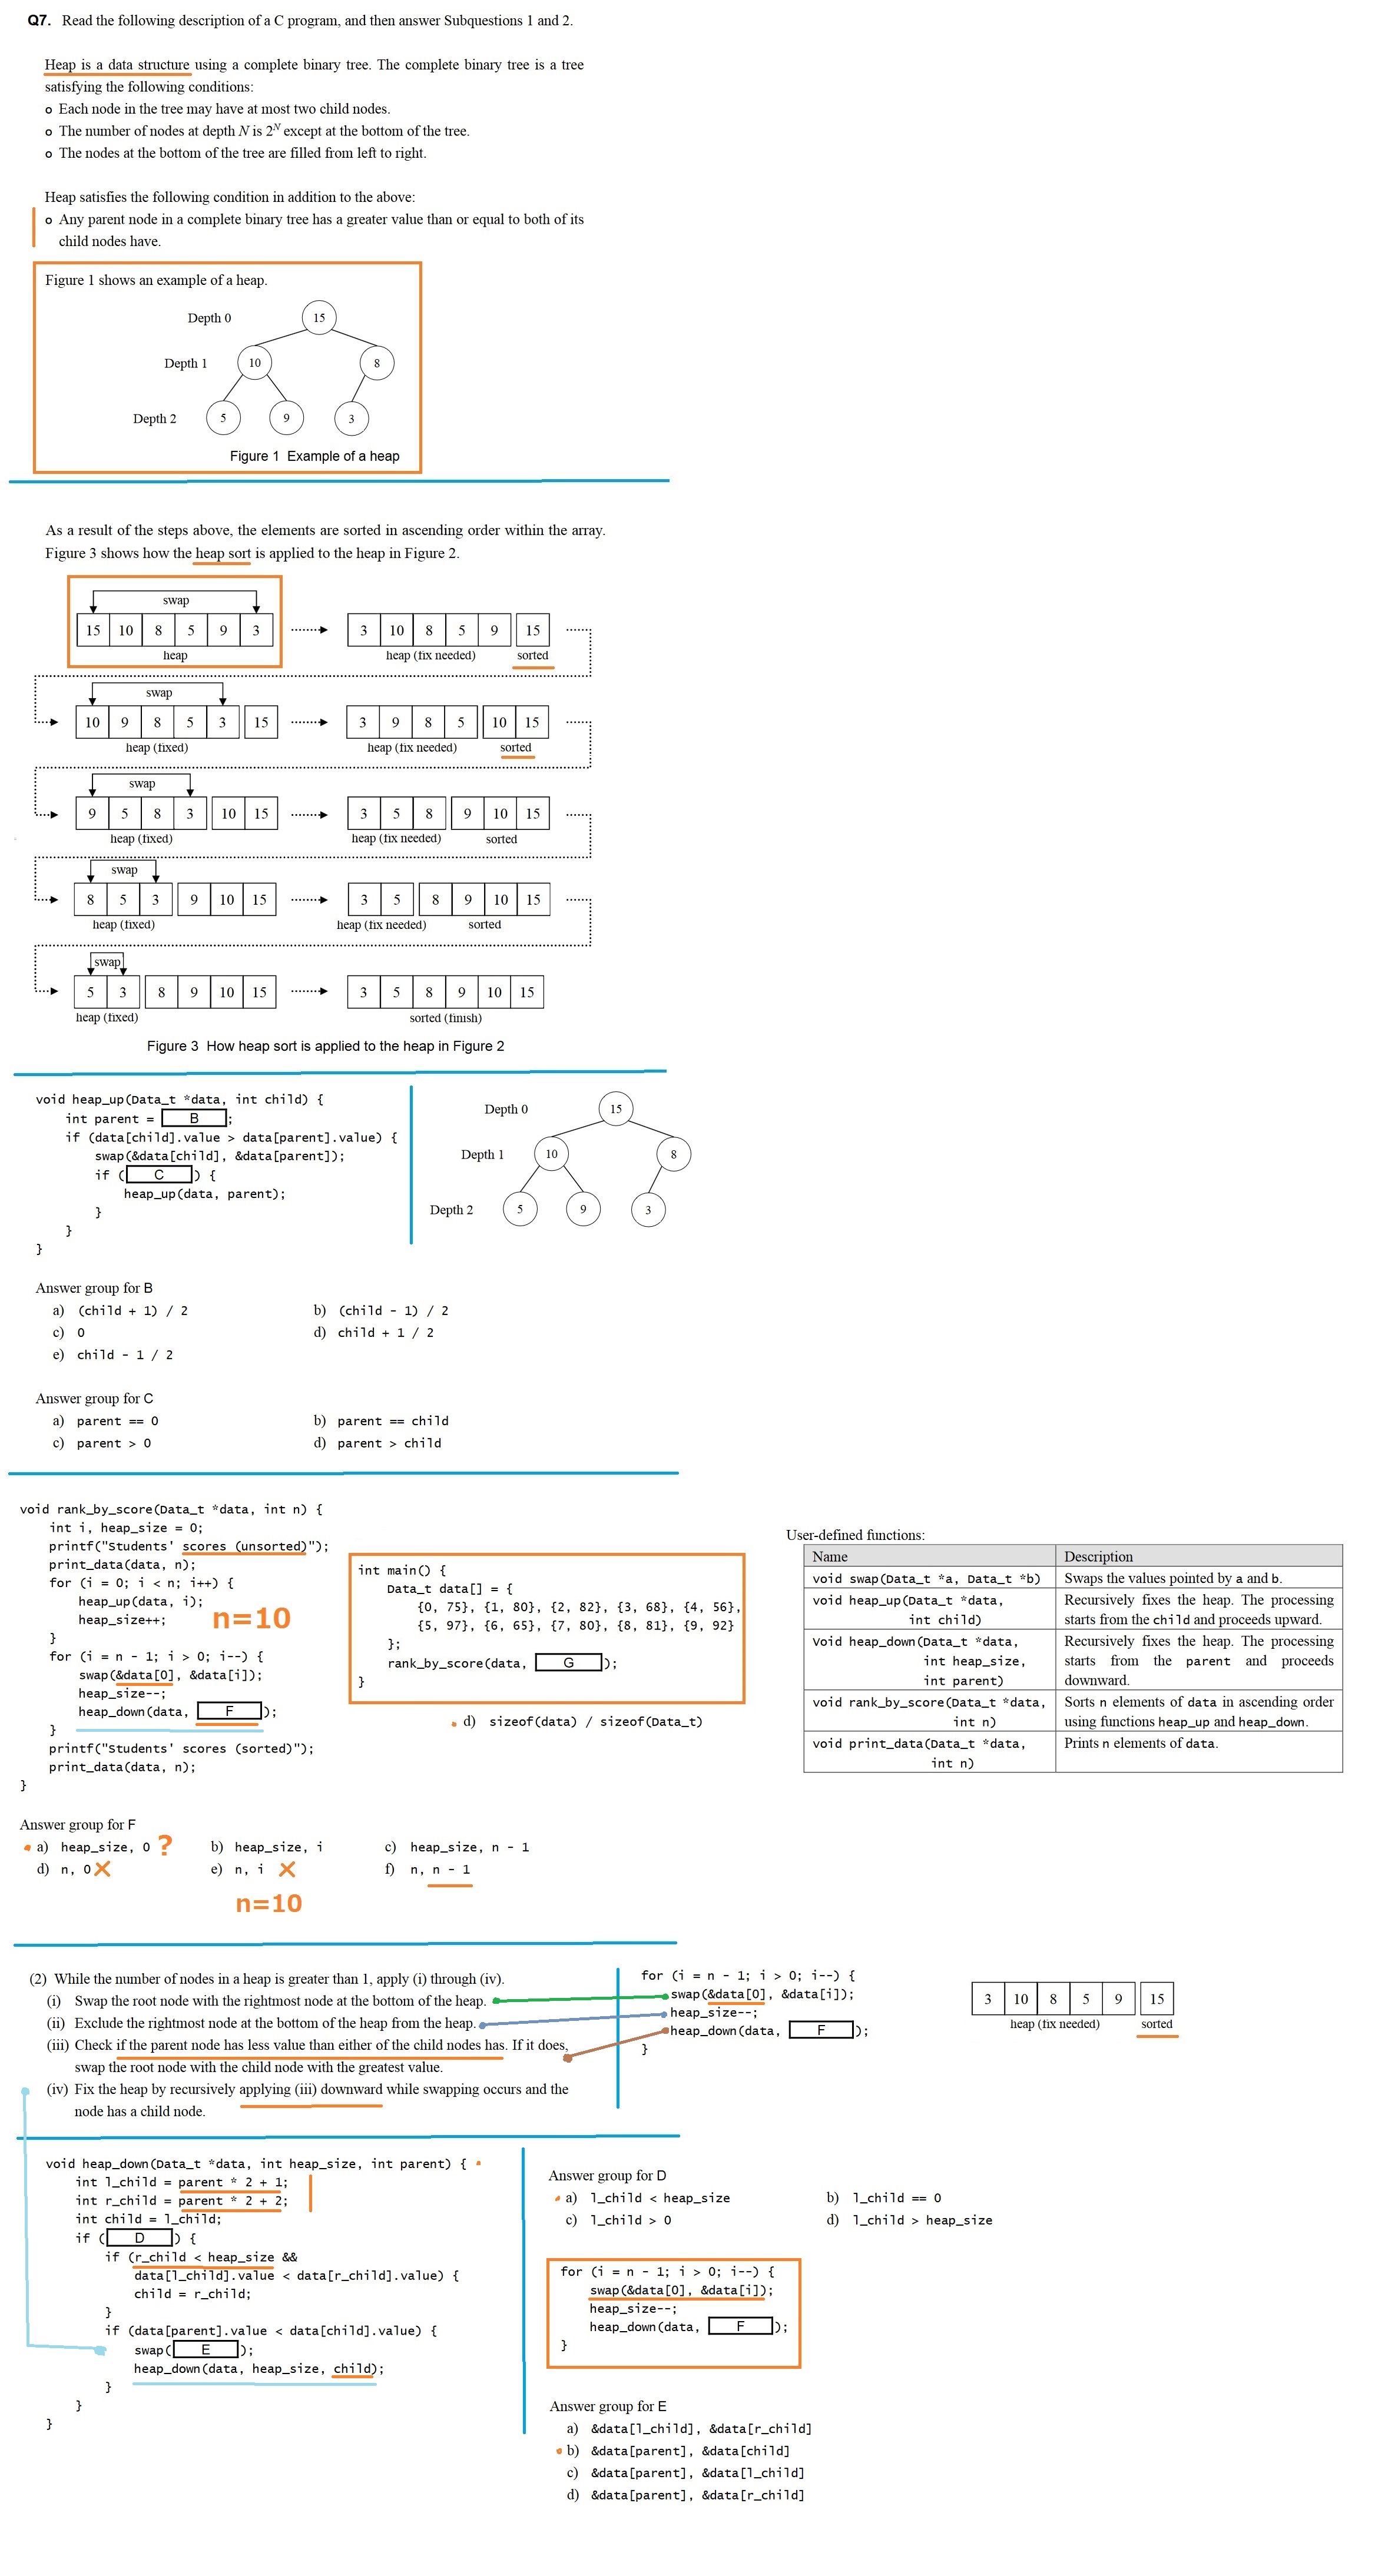 Q7. Read the following description of a C program, and then answer Subquestions 1 and 2.
Heap is a data structure using a complete binary tree. The complete binary tree is a tree
satisfying the following conditions:
o Each node in the tree may have at most two child nodes.
o The number of nodes at depth N is 2^N except at the bottom of the tree.
o The nodes at the bottom of the tree are filled from left to right.
Heap satisfies the following condition in addition to the above:
o Any parent node in a complete binary tree has a greater value than or equal to both of its
child nodes have.
Figure 1 shows an example of a heap.
Depth 0 15
Depth 1 10 8
Depth 2 5 9 3
Figure 1 Example of a heap
As a result of the steps above, the elements are sorted in ascending order within the array.
Figure 3 shows how the heap sort is applied to the heap in Figure 2.
swap
15 10 8 5 9 3 3 10 8 5 9 15
heap heap (fix needed) sorted
swap
10 9 8 5 3 15 3 9 8 5 10 15
heap (fixed) heap (fix needed) sorted
swap
9 5 8 3 10 15 3 5 8 9 10 15
heap (fixed) heap (fix needed) sorted
swap
8 5 3 9 10 15 3 5 8 9 10 15
heap (fixed) heap (fix needed) sorted
swap
5 3 8 9 10 15 3 5 8 9 10 15
heap (fixed) sorted (finish)
Figure 3 How heap sort is applied to the heap in Figure 2
void heap_up(Data_t *data, int child) {
int parent = B ;
if (data[child].value > data[parent].value) {
swap(&data[child], &data[parent]);
if ( C ) {
heap_up(data, parent);
}
}
}
Depth 0 15
Depth 1 10 8
Depth 2 5 9 3
Answer group for B
a) (child + 1) / 2 b) (child - 1) / 2
c) 0 d) child + 1 / 2
e) child - 1 / 2
Answer group for C
a) parent == 0 b) parent == child
c) parent > 0 d) parent > child
void rank_by_score(Data_t *data, int n) {
int i, heap_size = 0;
printf("Students' scores (unsorted)");
print_data(data, n);
for (i = 0; i < n; i++) {
heap_up(data, i);
heap_size++;
}
n=10
for (i = n - 1; i > 0; i--) {
swap(&data[0], &data[i]);
heap_size--;
heap_down(data, F );
}
printf("Students' scores (sorted)");
print_data(data, n);
}
int main() {
Data_t data[] = {
{0, 75}, {1, 80}, {2, 82}, {3, 68}, {4, 56},
{5, 97}, {6, 65}, {7, 80}, {8, 81}, {9, 92}
};
rank_by_score(data, G );
}
d) sizeof(data) / sizeof(Data_t)
User-defined functions:
Name Description
void swap(Data_t *a, Data_t *b) Swaps the values pointed by a and b.
void heap_up(Data_t *data, Recursively fixes the heap. The processing
int child) starts from the child and proceeds upward.
void heap_down(Data_t *data, Recursively fixes the heap. The processing
int heap_size, starts from the parent and proceeds
int parent) downward.
void rank_by_score(Data_t *data, Sorts n elements of data in ascending order
int n) using functions heap_up and heap_down.
void print_data(Data_t *data, Prints n elements of data.
int n)
Answer group for F
a) heap_size, 0 ? b) heap_size, i c) heap_size, n - 1
d) n, 0 X e) n, i X f) n, n - 1
n=10
(2) While the number of nodes in a heap is greater than 1, apply (i) through (iv).
(i) Swap the root node with the rightmost node at the bottom of the heap.
(ii) Exclude the rightmost node at the bottom of the heap from the heap.
(iii) Check if the parent node has less value than either of the child nodes has. If it does,
swap the root node with the child node with the greatest value.
(iv) Fix the heap by recursively applying (iii) downward while swapping occurs and the
node has a child node.
for (i = n - 1; i > 0; i--) {
swap(&data[0], &data[i]);
heap_size--;
heap_down(data, F );
}
3 10 8 5 9 15
heap (fix needed) sorted
void heap_down(Data_t *data, int heap_size, int parent) {
int l_child = parent * 2 + 1;
int r_child = parent * 2 + 2;
int child = l_child;
if ( D ) {
if (r_child < heap_size &&
data[l_child].value < data[r_child].value) {
child = r_child;
}
if (data[parent].value < data[child].value) {
swap( E );
heap_down(data, heap_size, child);
}
}
}
Answer group for D
a) l_child < heap_size b) l_child == 0
c) l_child > 0 d) l_child > heap_size
for (i = n - 1; i > 0; i--) {
swap(&data[0], &data[i]);
heap_size--;
heap_down(data, F );
}
Answer group for E
a) &data[l_child], &data[r_child]
b) &data[parent], &data[child]
c) &data[parent], &data[l_child]
d) &data[parent], &data[r_child]